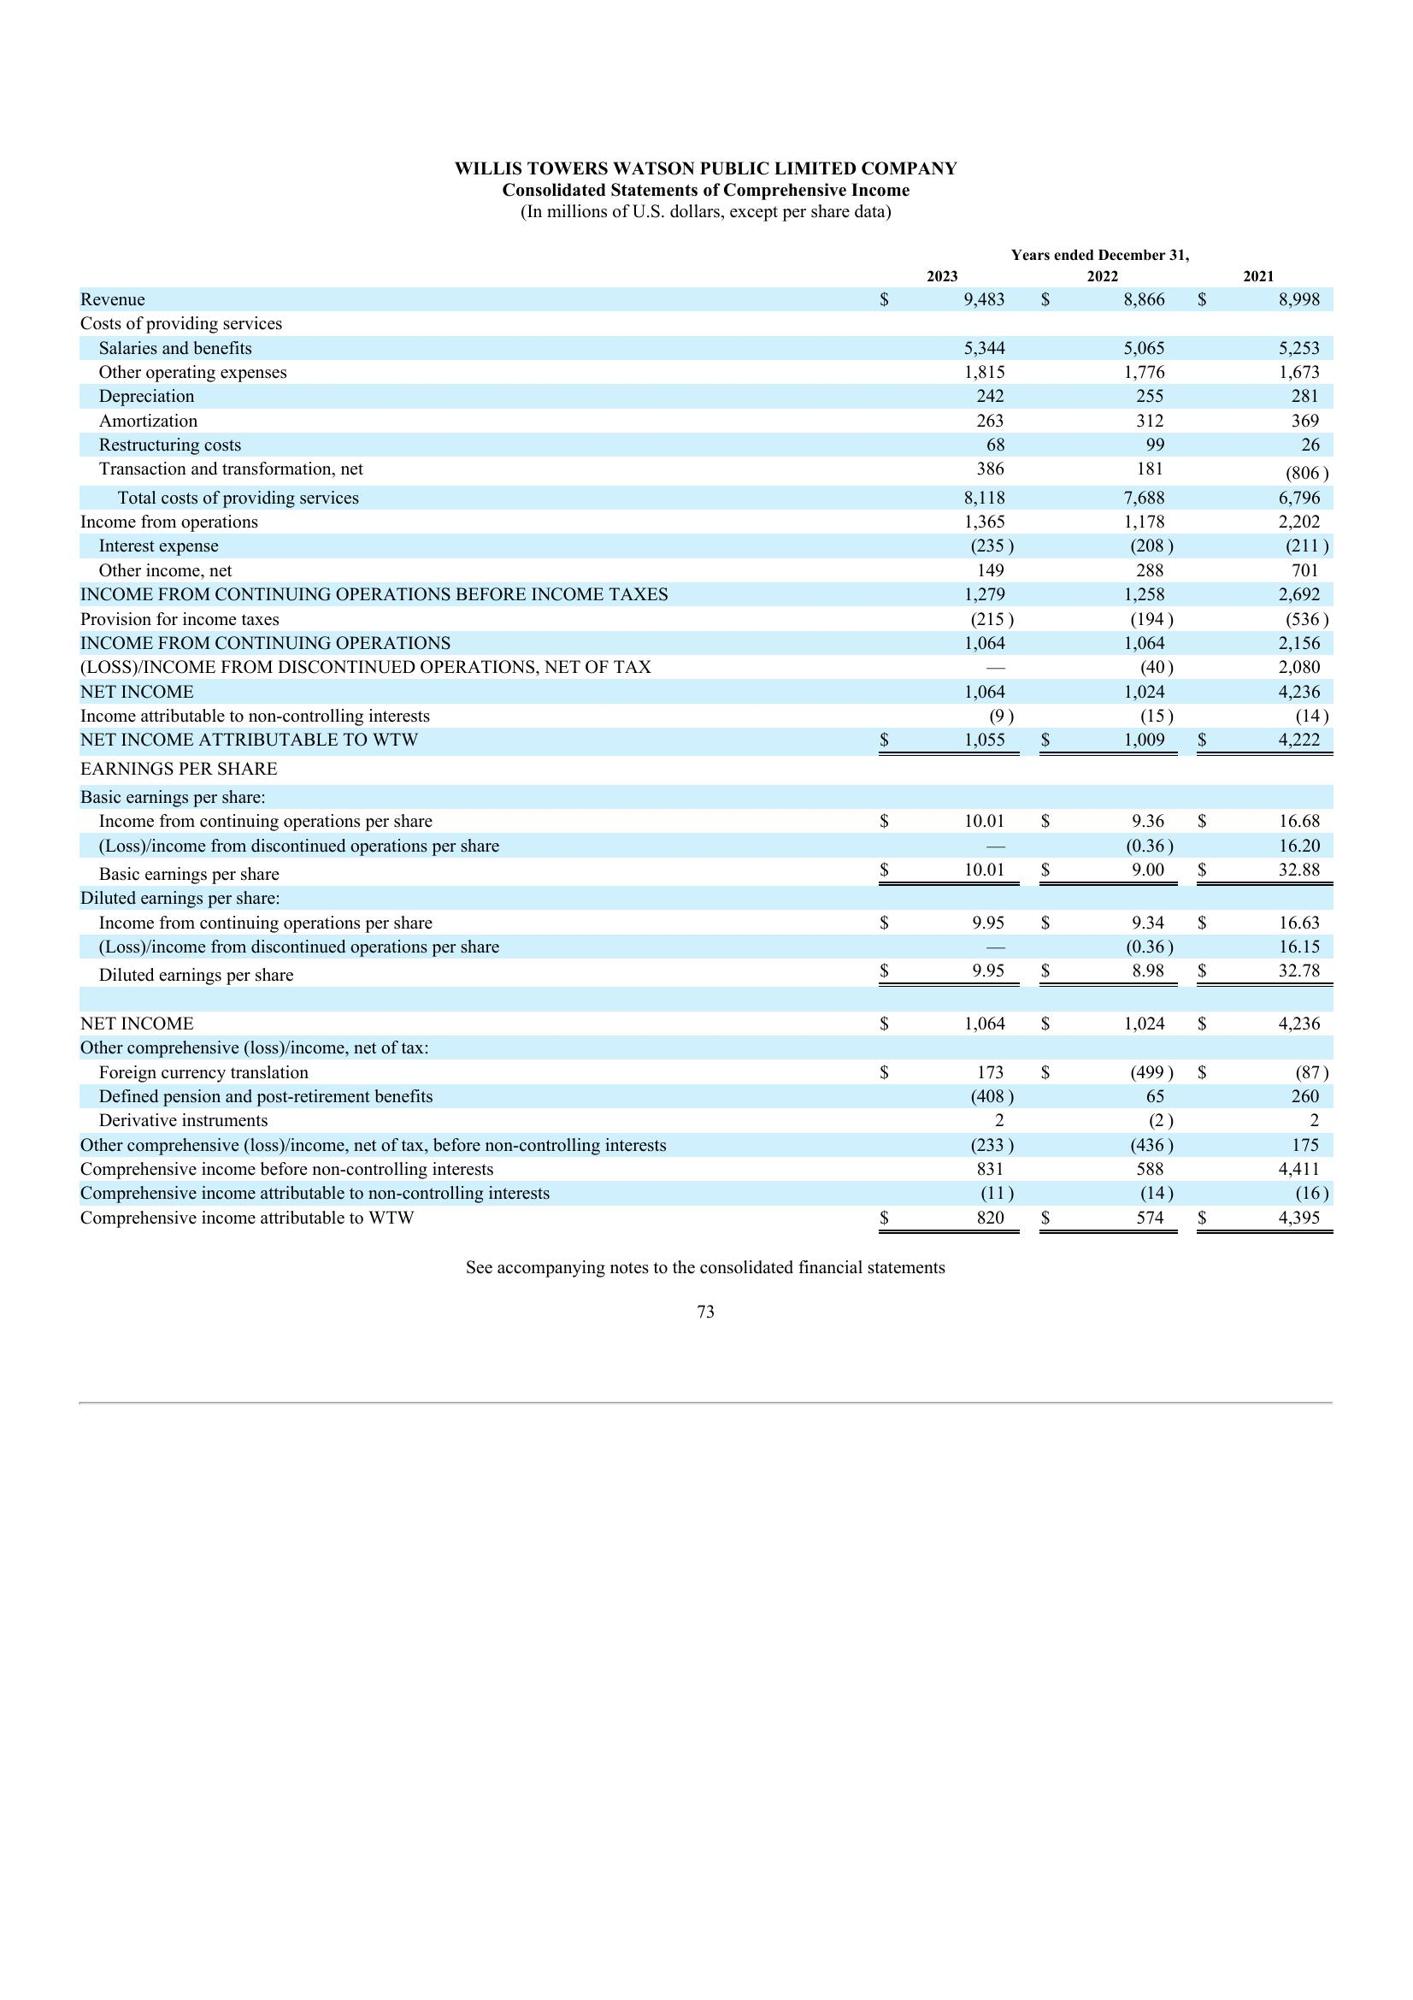 WILLIS TOWERS WATSON PUBLIC LIMITED COMPANY
Consolidated Statements of Comprehensive Income
(In millions of U.S. dollars, except per share data)
Years ended December 31,
2023 2022 2021
Revenue $ 9,483 $ 8,866 $ 8,998
Costs of providing services
Salaries and benefits 5,344 5,065 5,253
Other operating expenses 1,815 1,776 1,673
Depreciation 242 255 281
Amortization 263 312 369
Restructuring costs 68 99 26
Transaction and transformation, net 386 181 (806 )
Total costs of providing services 8,118 7,688 6,796
Income from operations 1,365 1,178 2,202
Interest expense (235 ) (208 ) (211 )
Other income, net 149 288 701
INCOME FROM CONTINUING OPERATIONS BEFORE INCOME TAXES 1,279 1,258 2,692
Provision for income taxes (215 ) (194 ) (536 )
INCOME FROM CONTINUING OPERATIONS 1,064 1,064 2,156
(LOSS)/INCOME FROM DISCONTINUED OPERATIONS, NET OF TAX — (40 ) 2,080
NET INCOME 1,064 1,024 4,236
Income attributable to non-controlling interests (9 ) (15 ) (14 )
NET INCOME ATTRIBUTABLE TO WTW $ 1,055 $ 1,009 $ 4,222
EARNINGS PER SHARE
Basic earnings per share:
Income from continuing operations per share $ 10.01 $ 9.36 $ 16.68
(Loss)/income from discontinued operations per share — (0.36 ) 16.20
Basic earnings per share $ 10.01 $ 9.00 $ 32.88
Diluted earnings per share:
Income from continuing operations per share $ 9.95 $ 9.34 $ 16.63
(Loss)/income from discontinued operations per share — (0.36 ) 16.15
Diluted earnings per share $ 9.95 $ 8.98 $ 32.78
NET INCOME $ 1,064 $ 1,024 $ 4,236
Other comprehensive (loss)/income, net of tax:
Foreign currency translation $ 173 $ (499 ) $ (87 )
Defined pension and post-retirement benefits (408 ) 65 260
Derivative instruments 2 (2 ) 2
Other comprehensive (loss)/income, net of tax, before non-controlling interests (233 ) (436 ) 175
Comprehensive income before non-controlling interests 831 588 4,411
Comprehensive income attributable to non-controlling interests (11 ) (14 ) (16 )
Comprehensive income attributable to WTW $ 820 $ 574 $ 4,395
See accompanying notes to the consolidated financial statements
73